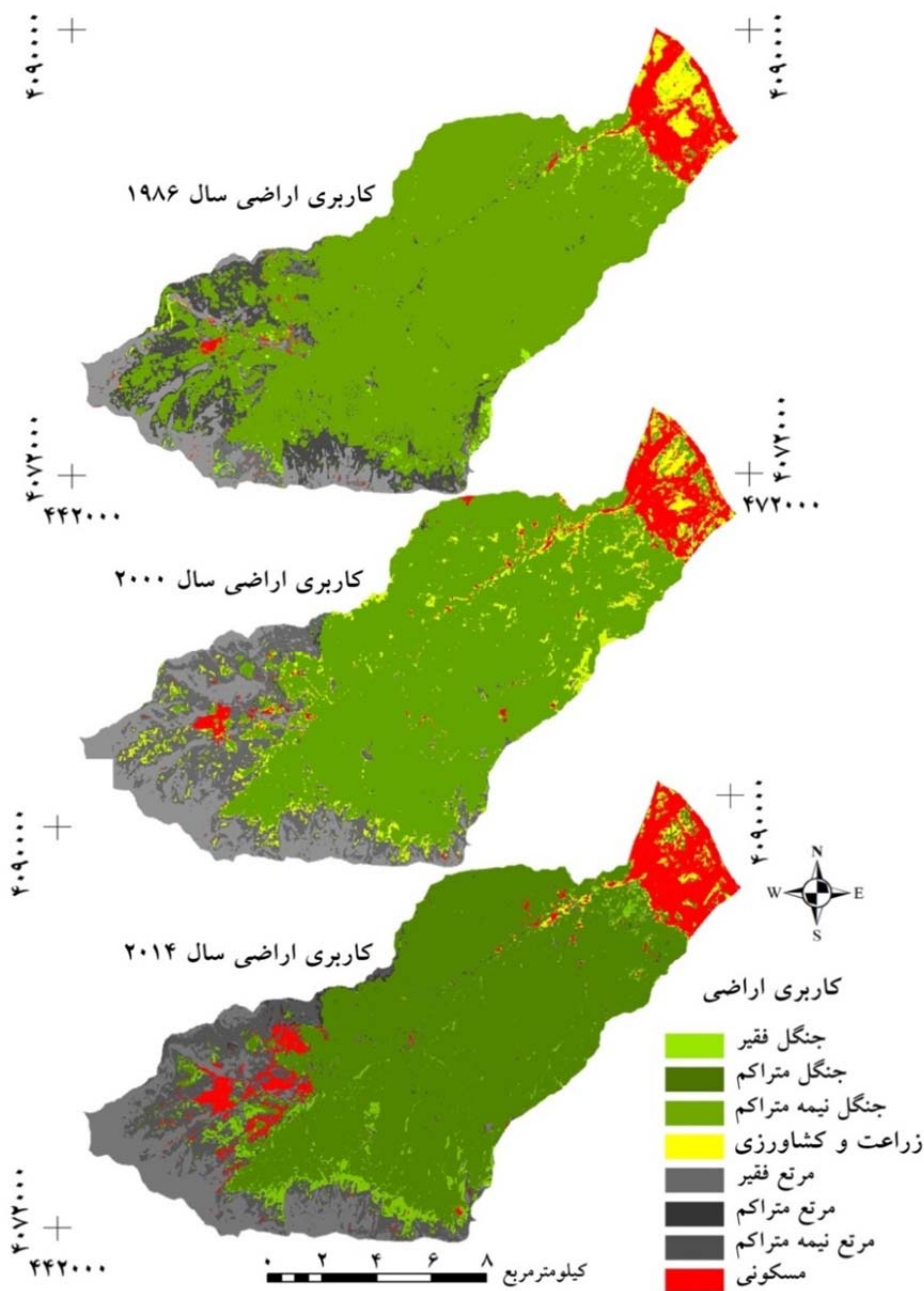 ۴۰۹۰۰۰۰
۴۰۹۰۰۰۰
کاربری اراضی سال ۱۹۸۶
۴۰۷۲۰۰۰
۴۰۷۲۰۰۰
۴۴۲۰۰۰
۴۷۲۰۰۰
کاربری اراضی سال ۲۰۰۰
۴۰۹۰۰۰۰
۴۰۹۰۰۰۰
N
W
E
S
کاربری اراضی سال ۲۰۱۴
کاربری اراضی
جنگل فقیر
جنگل متراکم
جنگل نیمه متراکم
زراعت و کشاورزی
مرتع فقیر
مرتع متراکم
مرتع نیمه متراکم
مسکونی
۴۰۷۲۰۰۰
۴۴۲۰۰۰
۰ ۲ ۴ ۶ ۸
کیلومترمربع